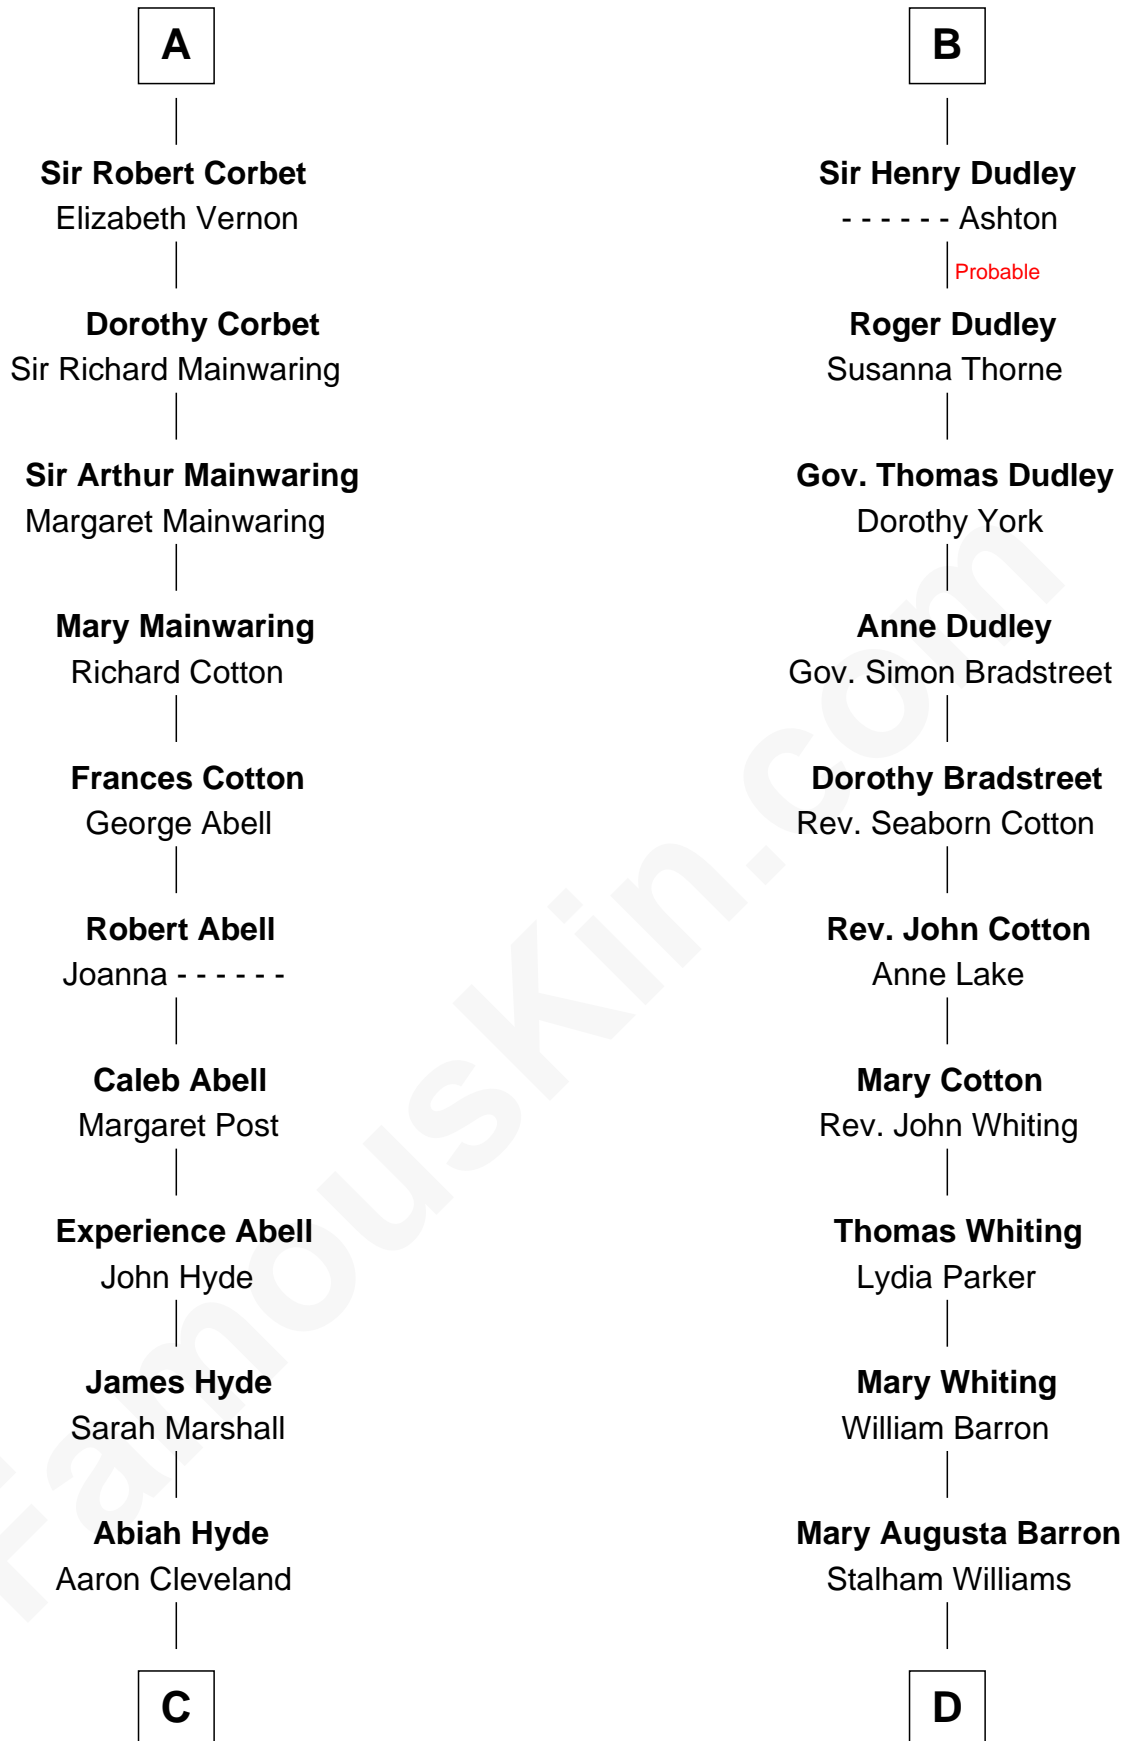 A
Sir Robert Corbet
Elizabeth Vernon
Dorothy Corbet
Sir Richard Mainwaring
Sir Arthur Mainwaring
Margaret Mainwaring
Mary Mainwaring
Richard Cotton
Frances Cotton
George Abell
Robert Abell
Joanna - - - - - -
Caleb Abell
Margaret Post
Experience Abell
John Hyde
James Hyde
Sarah Marshall
Abiah Hyde
Aaron Cleveland
C
B
Sir Henry Dudley
- - - - - - Ashton
Probable
Roger Dudley
Susanna Thorne
Gov. Thomas Dudley
Dorothy York
Anne Dudley
Gov. Simon Bradstreet
Dorothy Bradstreet
Rev. Seaborn Cotton
Rev. John Cotton
Anne Lake
Mary Cotton
Rev. John Whiting
Thomas Whiting
Lydia Parker
Mary Whiting
William Barron
Mary Augusta Barron
Stalham Williams
D
FamousKin.com